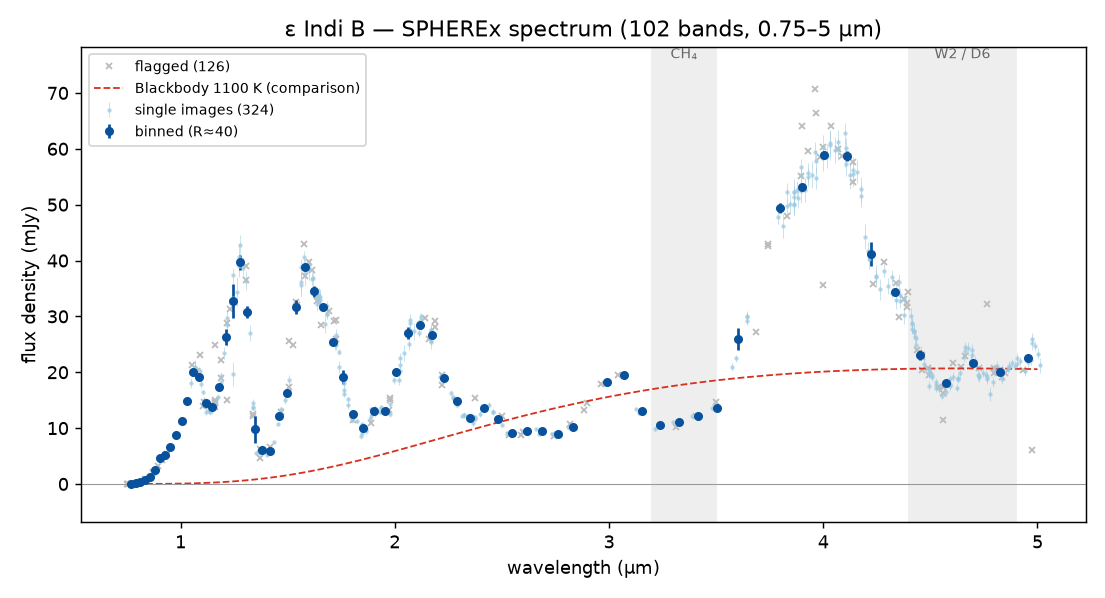 ε Indi B — SPHEREx spectrum (102 bands, 0.75–5 μm)
flagged (126)
Blackbody 1100 K (comparison)
single images (324)
binned (R≈40)
CH₄
W2 / D6
flux density (mJy)
70
60
50
40
30
20
10
0
1
2
3
4
5
wavelength (μm)